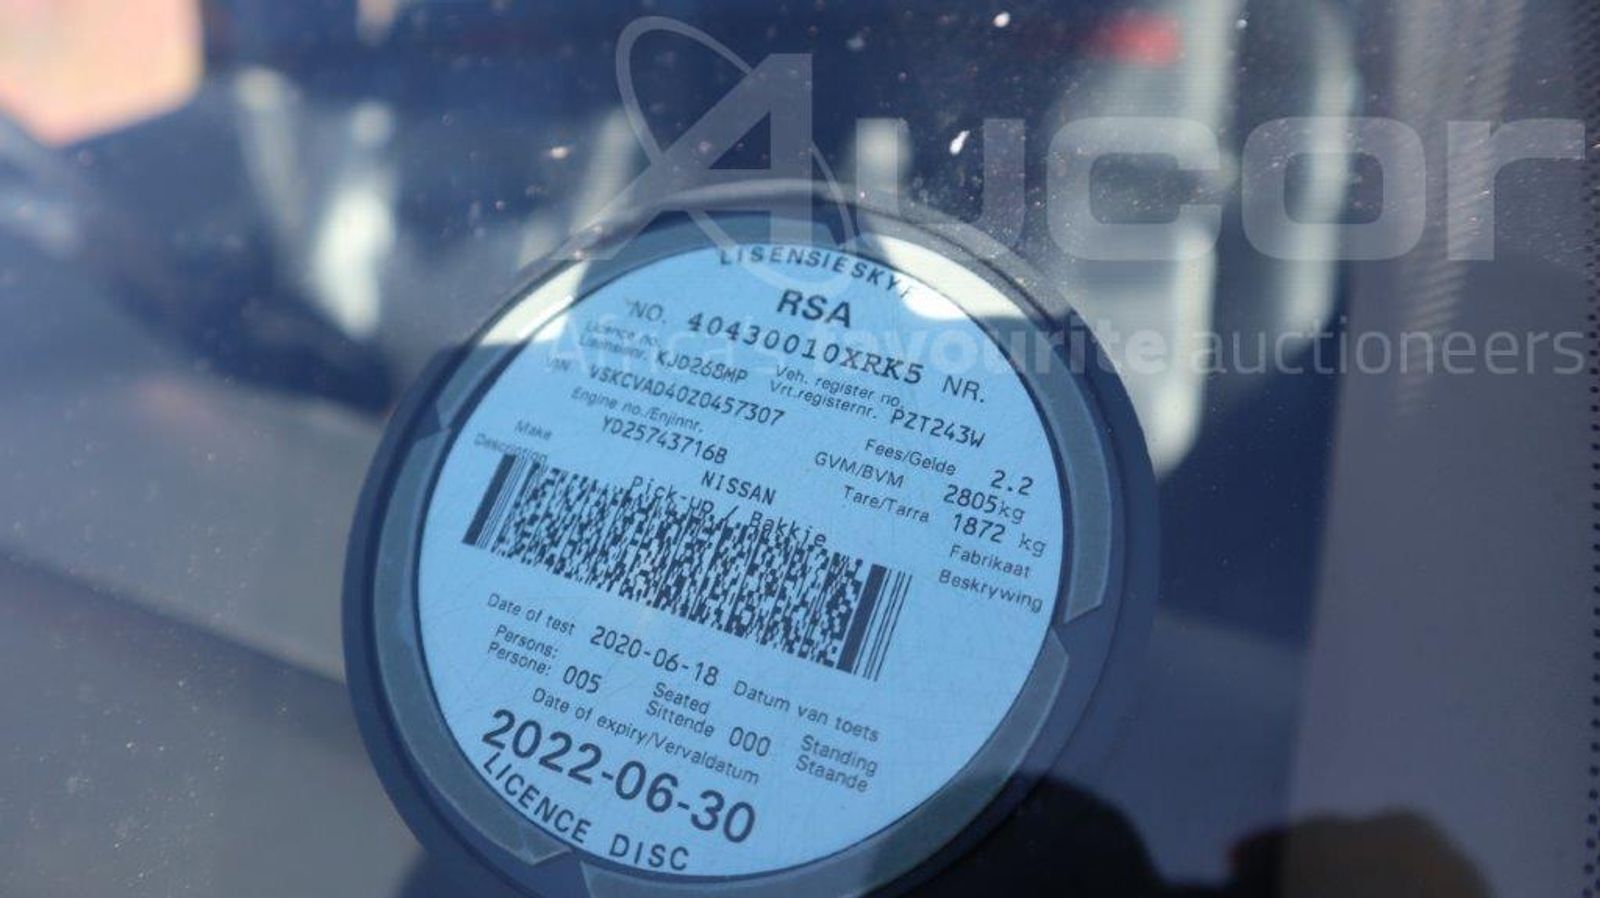 Aucor
Africa's favourite auctioneers
LISENSIESKYF
RSA
NO. 40430010XRK5 NR.
Licence no.
Lisensienr. KJD268MP Veh. register no.
Vrt.registernr. PZT243W
VIN VSKCVAD40Z0457307
Engine no./Enjinnr.
YD25743716B
Fees/Gelde 2.2
GVM/BVM 2805kg
Tare/Tarra 1872 kg
Make NISSAN Fabrikaat
Description Pick-up / Bakkie Beskrywing
Date of test 2020-06-18 Datum van toets
Persons: Seated Standing
Persone: 005 Sittende 000 Staande
Date of expiry/Vervaldatum
2022-06-30
LICENCE DISC